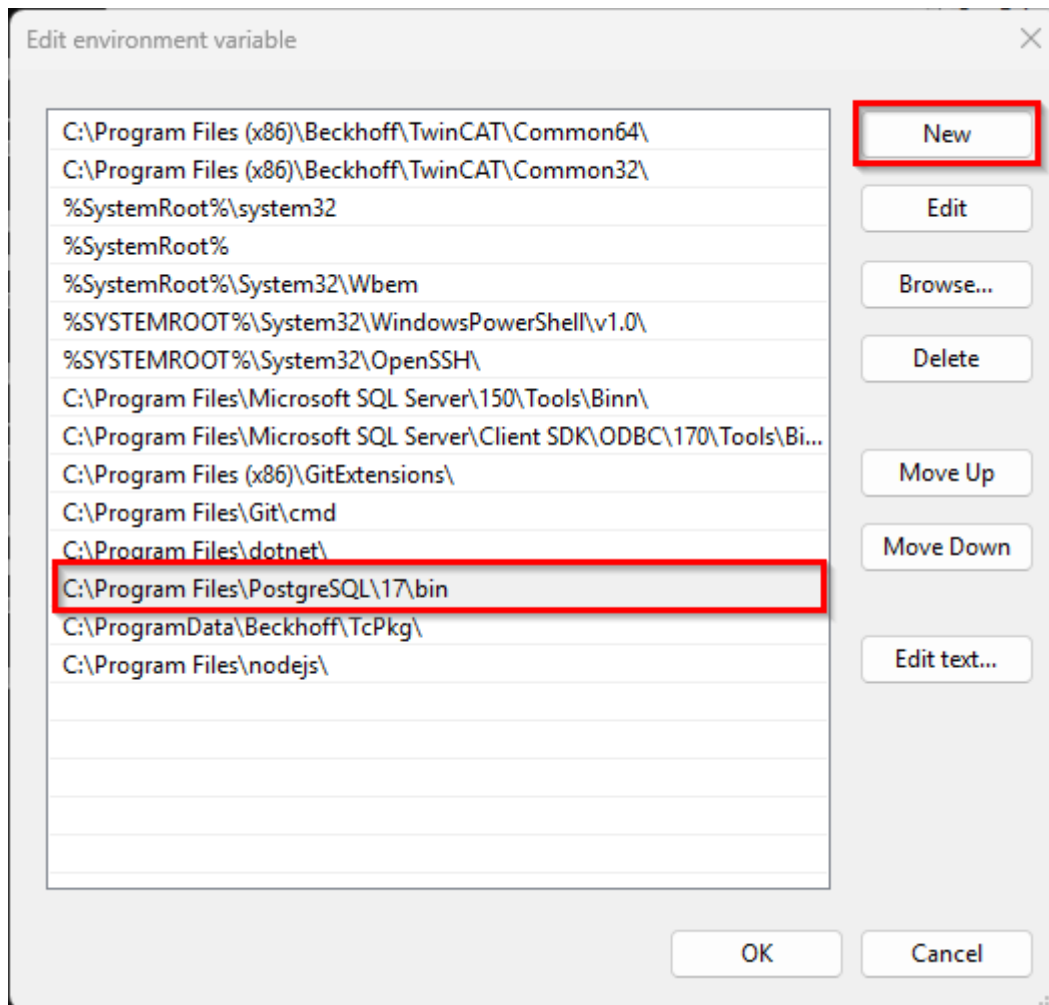 Edit environment variable
C:\Program Files (x86)\Beckhoff\TwinCAT\Common64\
C:\Program Files (x86)\Beckhoff\TwinCAT\Common32\
%SystemRoot%\system32
%SystemRoot%
%SystemRoot%\System32\Wbem
%SYSTEMROOT%\System32\WindowsPowerShell\v1.0\
%SYSTEMROOT%\System32\OpenSSH\
C:\Program Files\Microsoft SQL Server\150\Tools\Binn\
C:\Program Files\Microsoft SQL Server\Client SDK\ODBC\170\Tools\Bi...
C:\Program Files (x86)\GitExtensions\
C:\Program Files\Git\cmd
C:\Program Files\dotnet\
C:\Program Files\PostgreSQL\17\bin
C:\ProgramData\Beckhoff\TcPkg\
C:\Program Files\nodejs\
New
Edit
Browse...
Delete
Move Up
Move Down
Edit text...
OK
Cancel